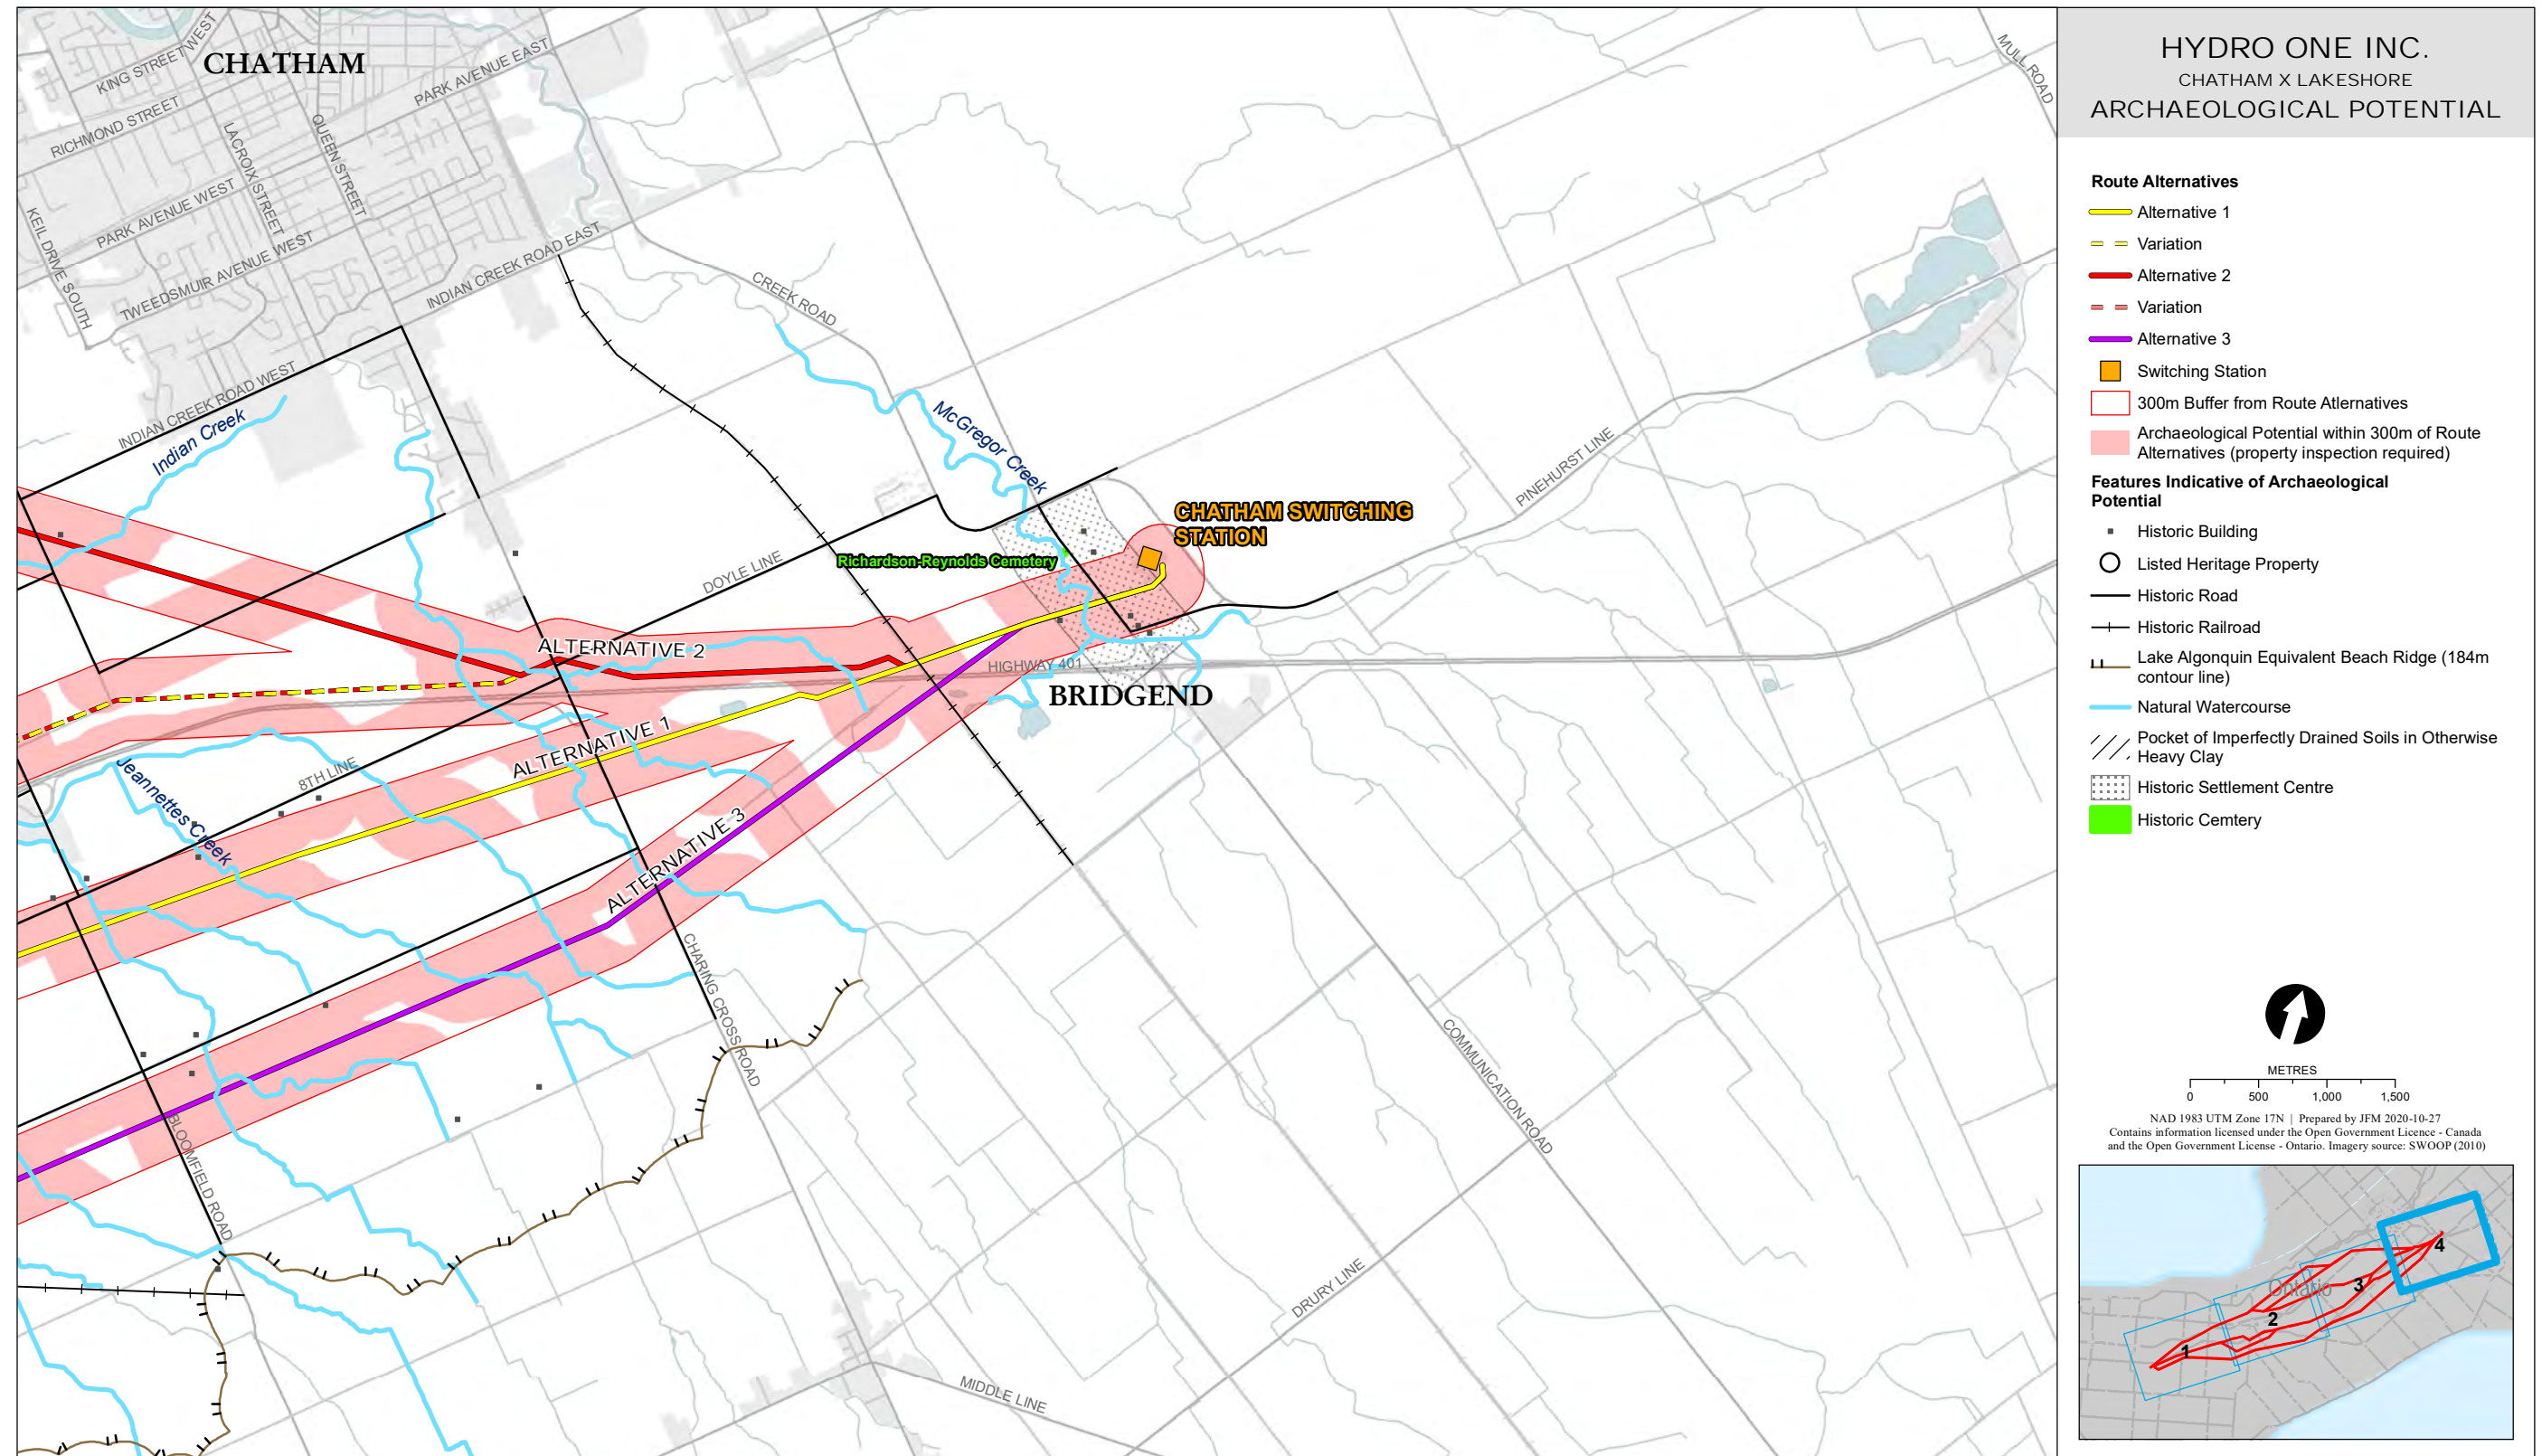 CHATHAM
KING STREET WEST
RICHMOND STREET
PARK AVENUE EAST
LACROIX STREET
QUEEN STREET
PARK AVENUE WEST
KEIL DRIVE SOUTH
TWEEDSMUIR AVENUE WEST
INDIAN CREEK ROAD EAST
CREEK ROAD
MULL ROAD
INDIAN CREEK ROAD WEST
Indian Creek
McGregor Creek
PINEHURST LINE
CHATHAM SWITCHING
STATION
Richardson-Reynolds Cemetery
DOYLE LINE
ALTERNATIVE 2
HIGHWAY 401
BRIDGEND
ALTERNATIVE 1
8TH LINE
Jeannettes Creek
ALTERNATIVE 3
CHARING CROSS ROAD
COMMUNICATION ROAD
BLOOMFIELD ROAD
DRURY LINE
MIDDLE LINE
HYDRO ONE INC.
CHATHAM X LAKESHORE
ARCHAEOLOGICAL POTENTIAL
Route Alternatives
Alternative 1
Variation
Alternative 2
Variation
Alternative 3
Switching Station
300m Buffer from Route Atlernatives
Archaeological Potential within 300m of Route
Alternatives (property inspection required)
Features Indicative of Archaeological
Potential
Historic Building
Listed Heritage Property
Historic Road
Historic Railroad
Lake Algonquin Equivalent Beach Ridge (184m
contour line)
Natural Watercourse
Pocket of Imperfectly Drained Soils in Otherwise
Heavy Clay
Historic Settlement Centre
Historic Cemtery
METRES
0 500 1,000 1,500
NAD 1983 UTM Zone 17N | Prepared by JFM 2020-10-27
Contains information licensed under the Open Government Licence - Canada
and the Open Government License - Ontario. Imagery source: SWOOP (2010)
4
3
Ontario
2
1